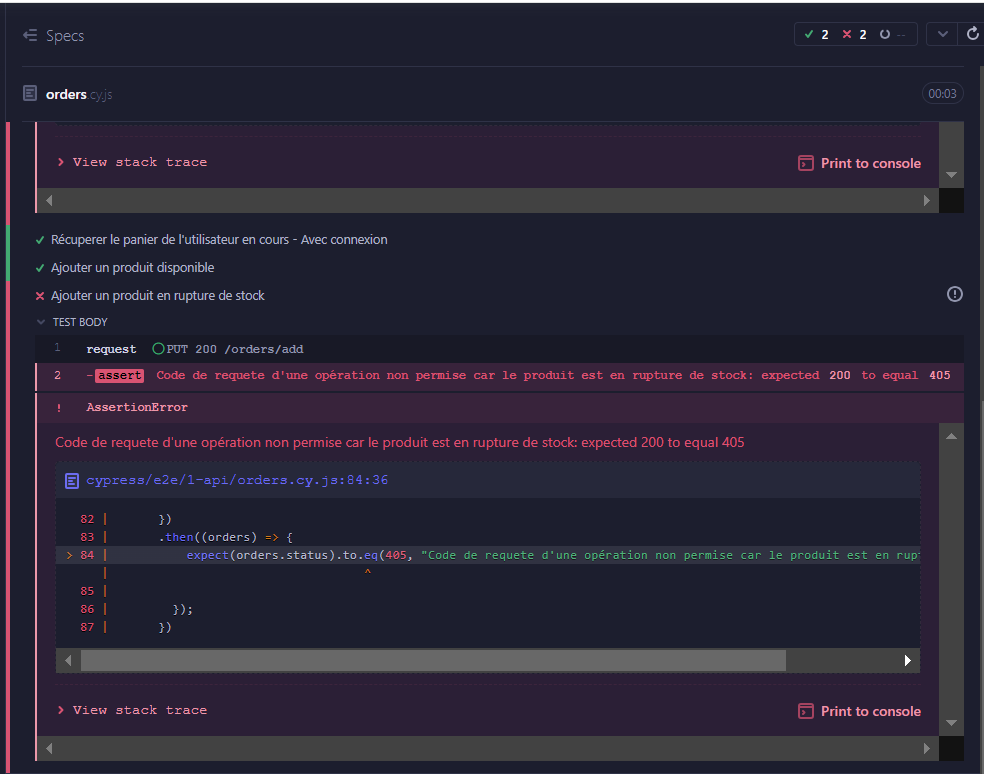 Specs
2 2 --
orders.cy.js
00:03
View stack trace
Print to console
Récuperer le panier de l'utilisateur en cours - Avec connexion
Ajouter un produit disponible
Ajouter un produit en rupture de stock
TEST BODY
1 request PUT 200 /orders/add
2 -assert Code de requete d'une opération non permise car le produit est en rupture de stock: expected 200 to equal 405
! AssertionError
Code de requete d'une opération non permise car le produit est en rupture de stock: expected 200 to equal 405
cypress/e2e/1-api/orders.cy.js:84:36
82 | })
83 | .then((orders) => {
> 84 | expect(orders.status).to.eq(405, "Code de requete d'une opération non permise car le produit est en rup
| ^
85 |
86 | });
87 | })
View stack trace
Print to console